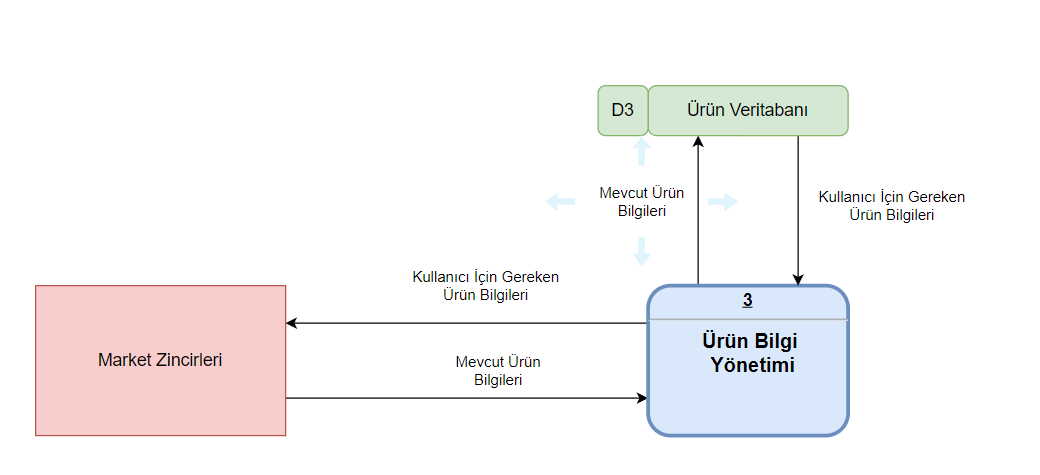 D3
Ürün Veritabanı
Mevcut Ürün
Bilgileri
Kullanıcı İçin Gereken
Ürün Bilgileri
Kullanıcı İçin Gereken
Ürün Bilgileri
3
Ürün Bilgi
Yönetimi
Market Zincirleri
Mevcut Ürün
Bilgileri